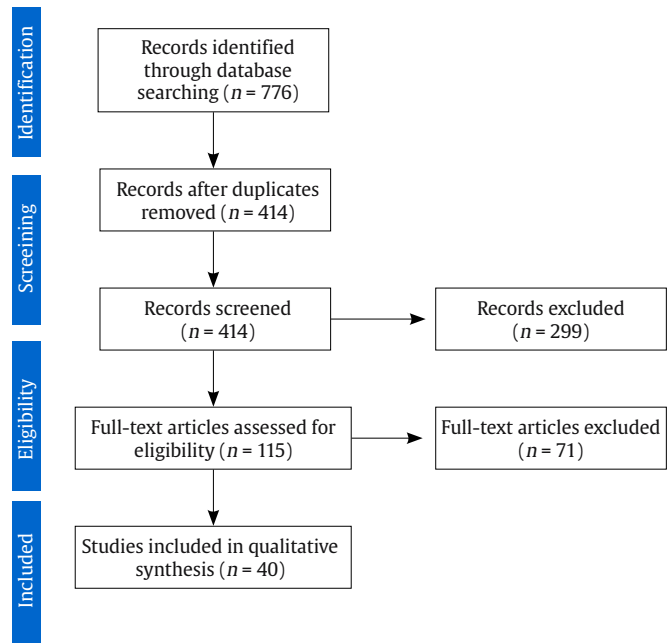 Identification
Records identified
through database
searching (n = 776)
Screeining
Records after duplicates
removed (n = 414)
Records screened
(n = 414)
Records excluded
(n = 299)
Eligibility
Full-text articles assessed for
eligibility (n = 115)
Full-text articles excluded
(n = 71)
Included
Studies included in qualitative
synthesis (n = 40)